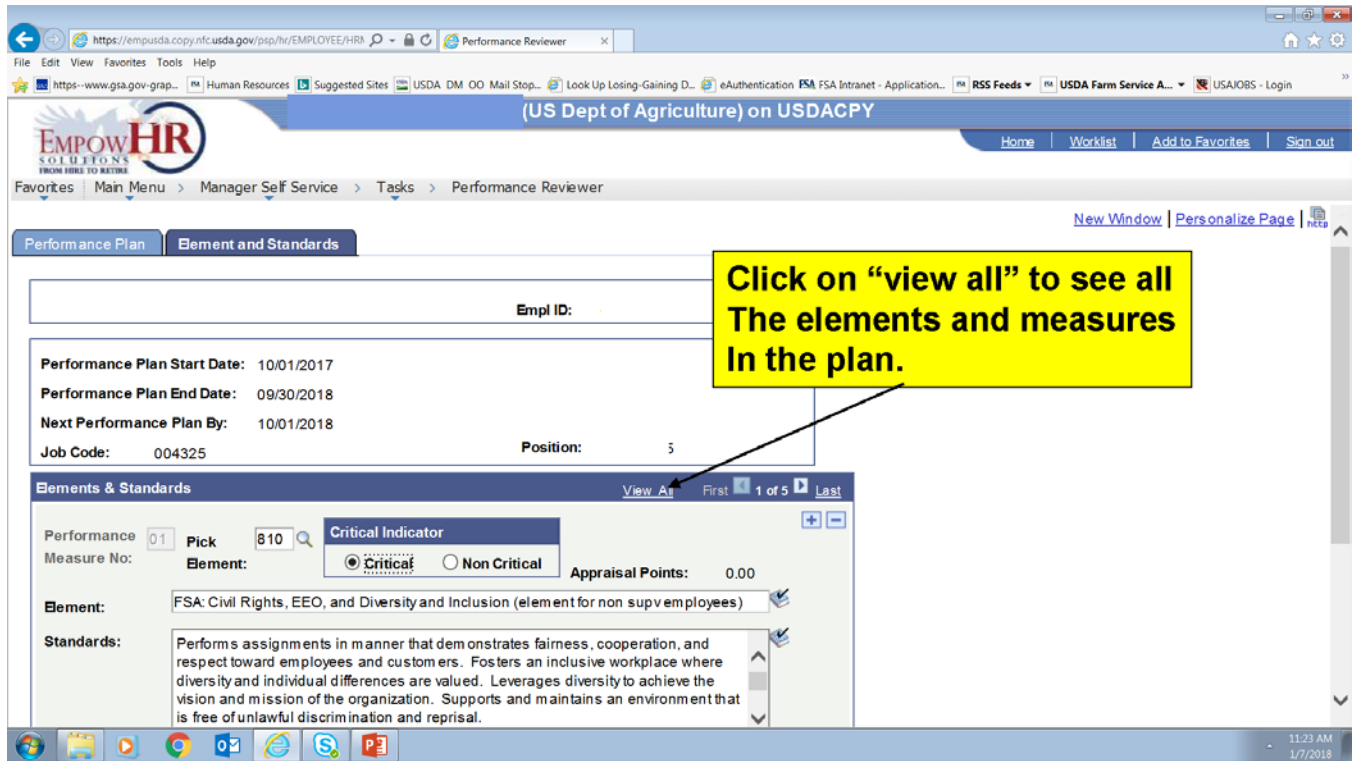 https://empusda.copy.nfc.usda.gov/psp/hr/EMPLOYEE/HRM
Performance Reviewer
File Edit View Favorites Tools Help
https--www.gsa.gov-grap... Human Resources Suggested Sites USDA DM OO Mail Stop... Look Up Losing-Gaining D... eAuthentication FSA FSA Intranet - Application... RSS Feeds USDA Farm Service A... USAJOBS - Login
(US Dept of Agriculture) on USDACPY
EMPOWHR
SOLUTIONS
FROM HIRE TO RETIRE
Home Worklist Add to Favorites Sign out
Favorites Main Menu > Manager Self Service > Tasks > Performance Reviewer
New Window | Personalize Page | http
Performance Plan Element and Standards
Click on “view all” to see all
The elements and measures
In the plan.
Empl ID:
Performance Plan Start Date: 10/01/2017
Performance Plan End Date: 09/30/2018
Next Performance Plan By: 10/01/2018
Job Code: 004325 Position: 5
Elements & Standards View All First 1 of 5 Last
Performance Measure No: 01 Pick Element: 810 Critical Indicator
Critical Non Critical Appraisal Points: 0.00
Element: FSA: Civil Rights, EEO, and Diversity and Inclusion (element for non supv employees)
Standards: Performs assignments in manner that demonstrates fairness, cooperation, and
respect toward employees and customers. Fosters an inclusive workplace where
diversity and individual differences are valued. Leverages diversity to achieve the
vision and mission of the organization. Supports and maintains an environment that
is free of unlawful discrimination and reprisal.
11:23 AM
1/7/2018